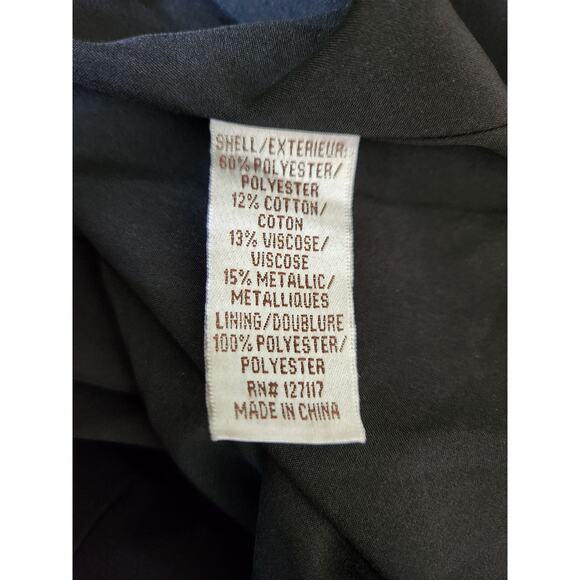 SHELL/EXTERIEUR:
60% POLYESTER/
POLYESTER
12% COTTON/
COTON
13% VISCOSE/
VISCOSE
15% METALLIC/
METALLIQUES
LINING/DOUBLURE
100% POLYESTER/
POLYESTER
RN# 127117
MADE IN CHINA